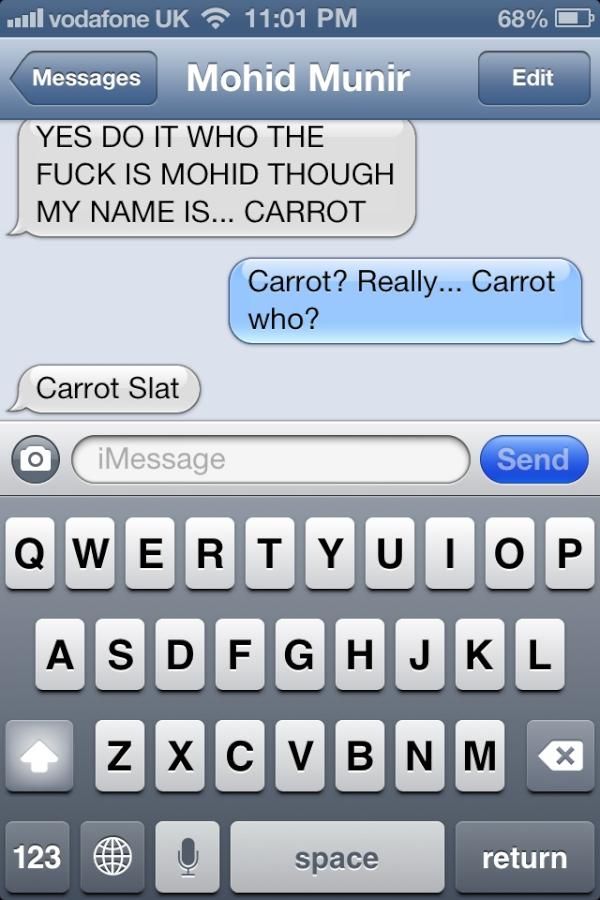 vodafone UK 11:01 PM 68%
Messages Mohid Munir Edit
YES DO IT WHO THE
FUCK IS MOHID THOUGH
MY NAME IS... CARROT
Carrot? Really... Carrot
who?
Carrot Slat
iMessage Send
Q W E R T Y U I O P
A S D F G H J K L
Z X C V B N M
123 space return